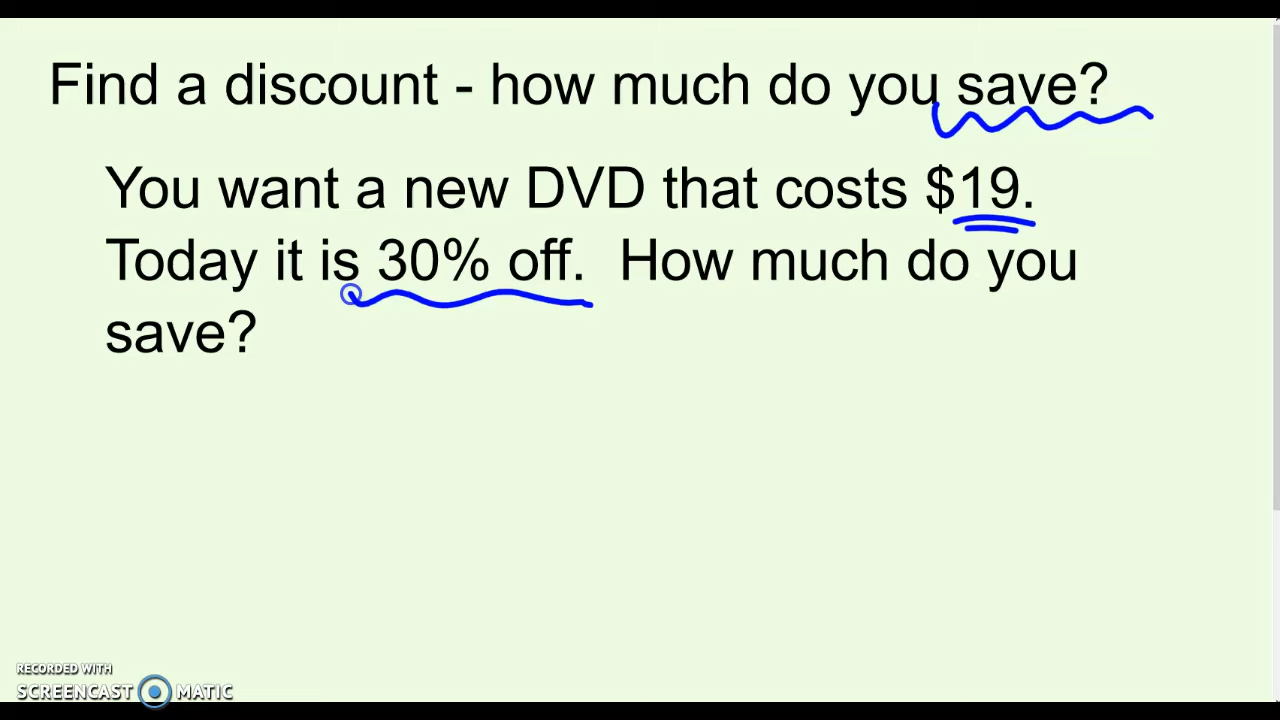 Find a discount - how much do you save?
You want a new DVD that costs $19.
Today it is 30% off. How much do you
save?
RECORDED WITH
SCREENCAST MATIC